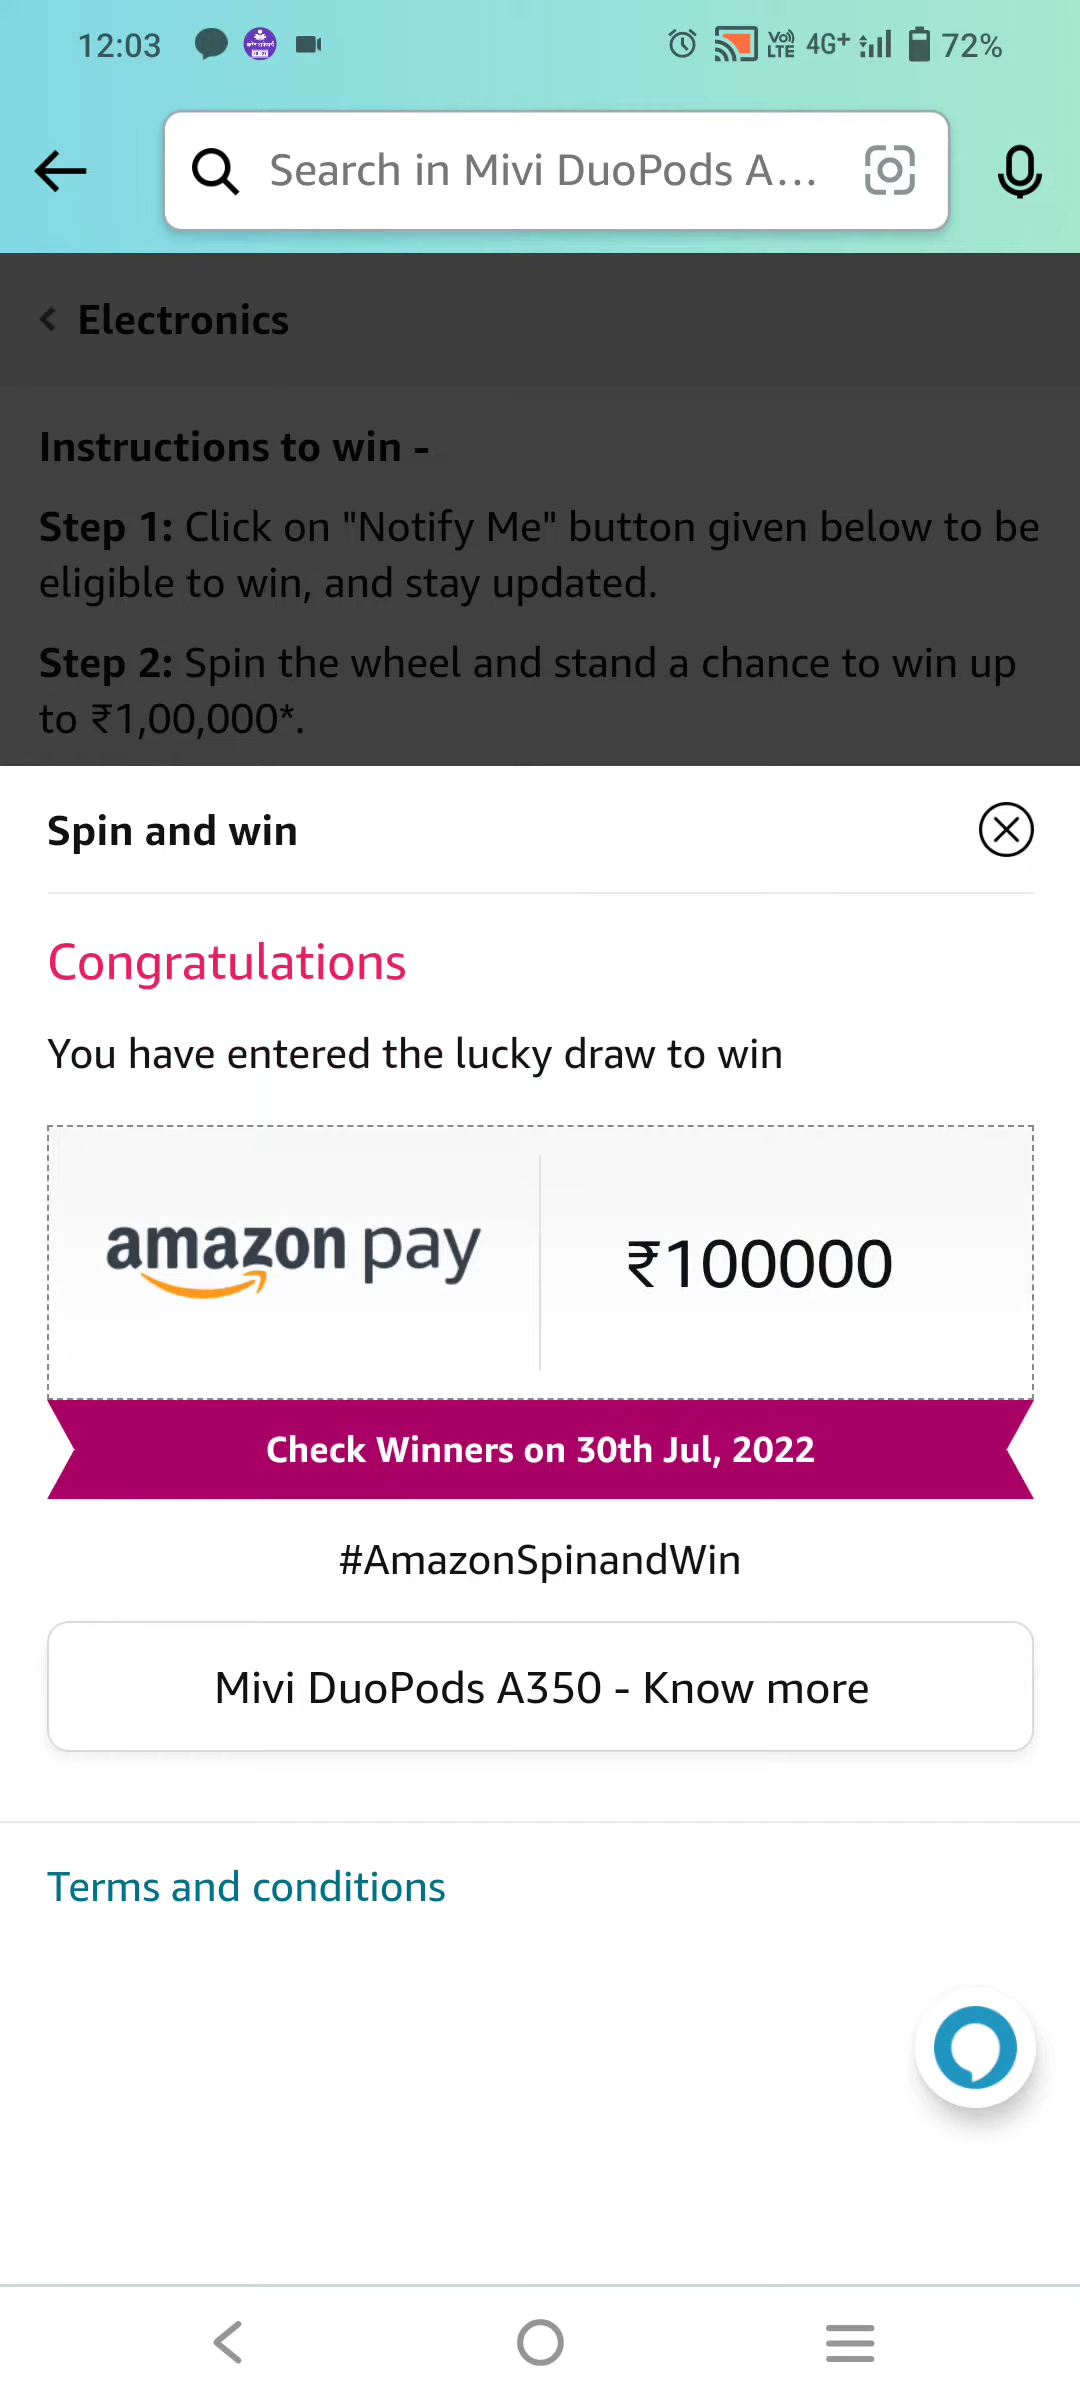 12:03
VoLTE 4G+ 72%
Search in Mivi DuoPods A...
Electronics
Instructions to win -
Step 1: Click on "Notify Me" button given below to be
eligible to win, and stay updated.
Step 2: Spin the wheel and stand a chance to win up
to ₹1,00,000*.
Spin and win
Congratulations
You have entered the lucky draw to win
amazon pay
₹100000
Check Winners on 30th Jul, 2022
#AmazonSpinandWin
Mivi DuoPods A350 - Know more
Terms and conditions